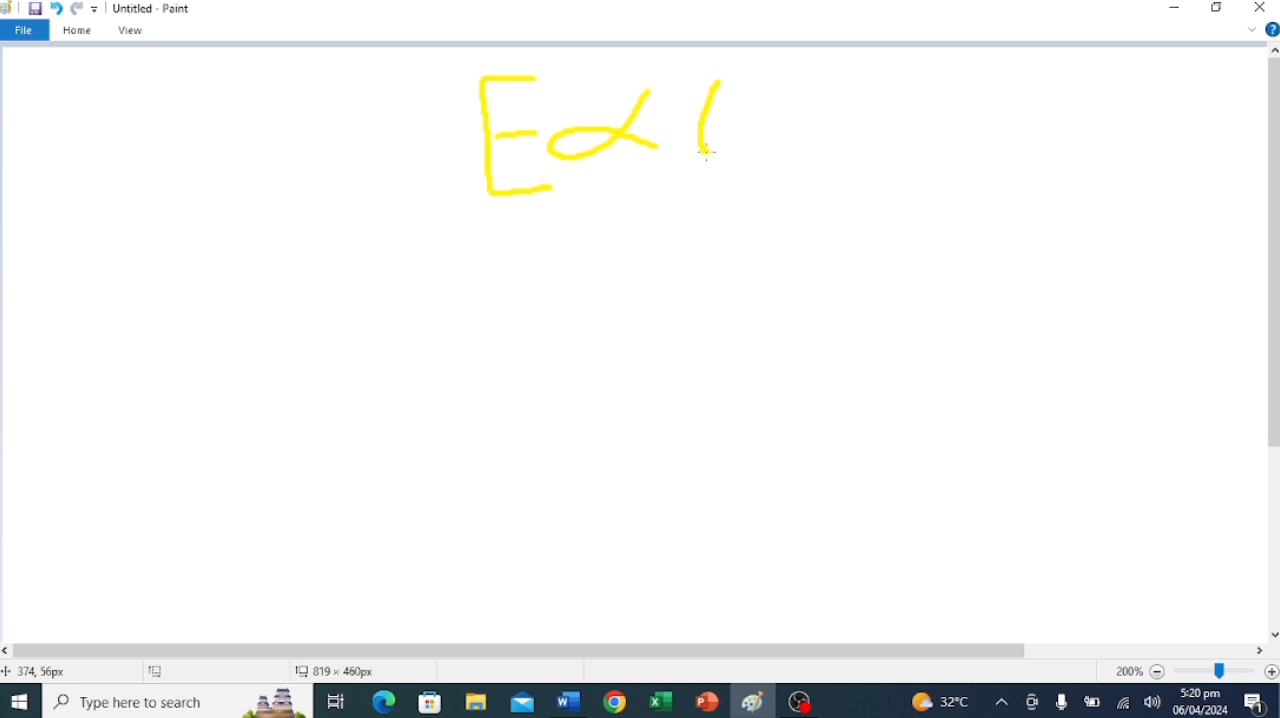 Untitled - Paint
File Home View
E∝ (
374, 56px 819 × 460px 200%
Type here to search 32°C 5:20 pm
06/04/2024